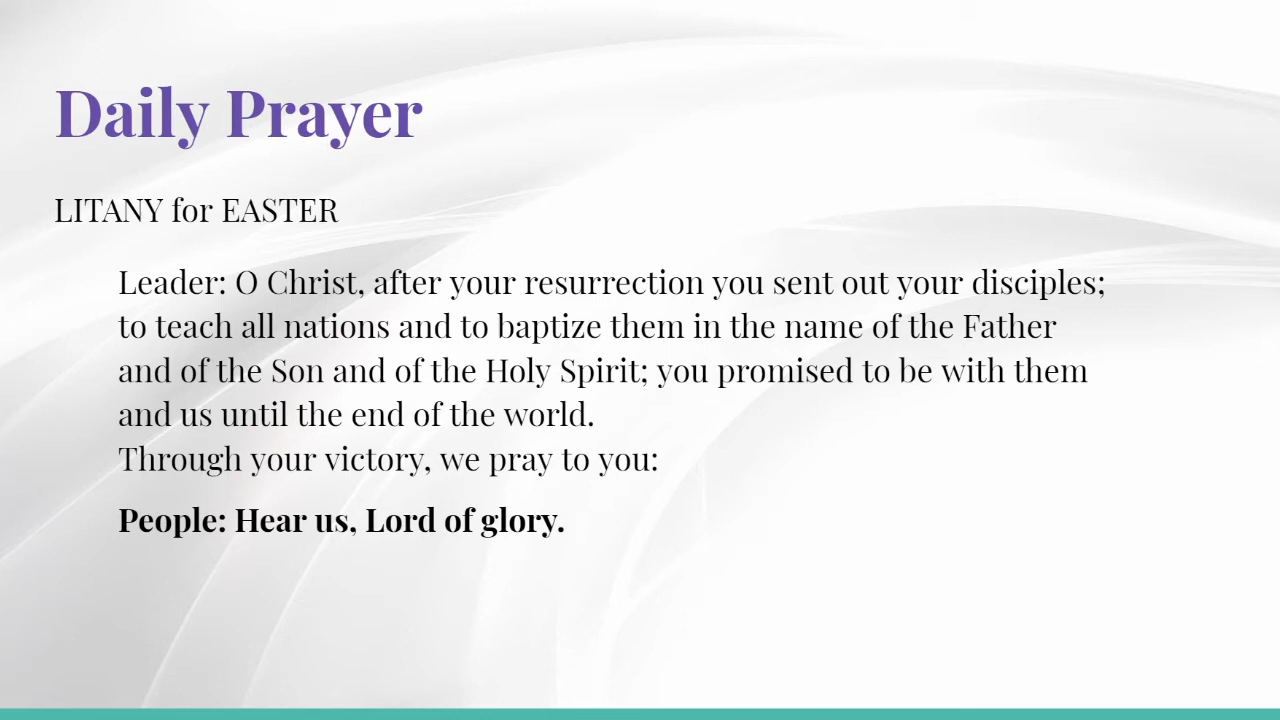 Daily Prayer
LITANY for EASTER
Leader: O Christ, after your resurrection you sent out your disciples;
to teach all nations and to baptize them in the name of the Father
and of the Son and of the Holy Spirit; you promised to be with them
and us until the end of the world.
Through your victory, we pray to you:
People: Hear us, Lord of glory.